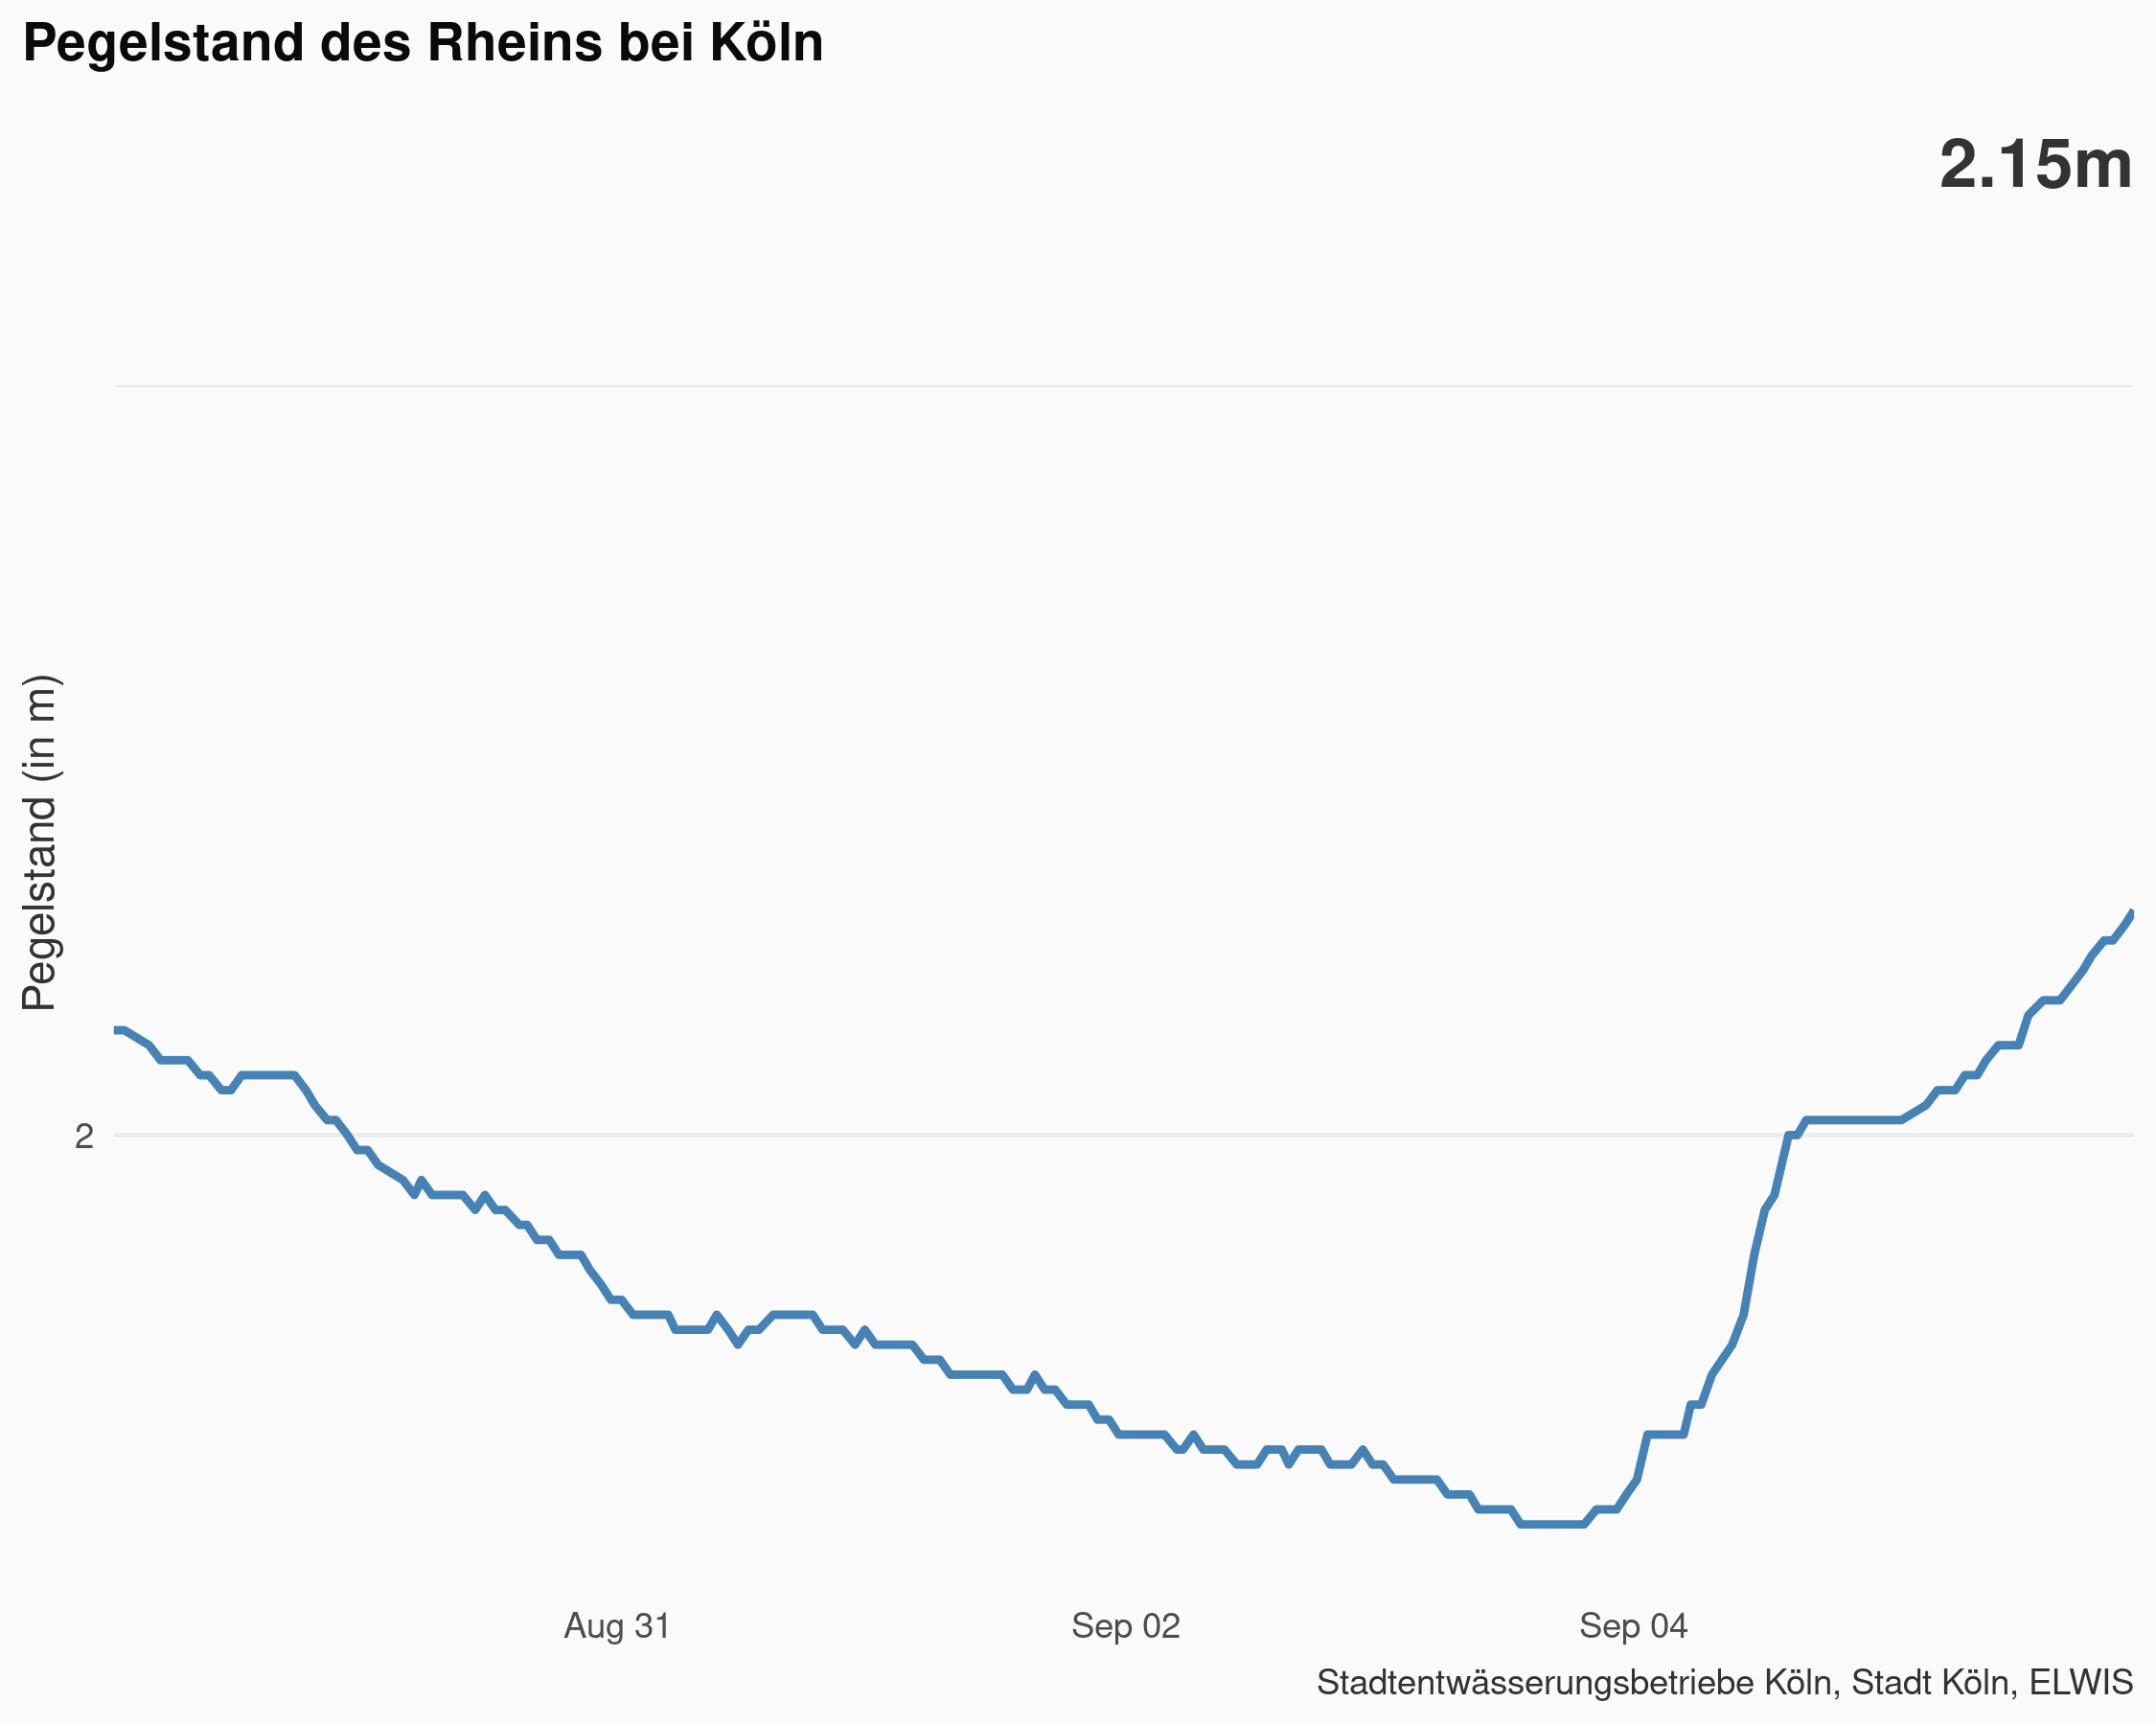 Pegelstand des Rheins bei Köln
2.15m
Pegelstand (in m)
2
Aug 31
Sep 02
Sep 04
Stadtentwässerungsbetriebe Köln, Stadt Köln, ELWIS